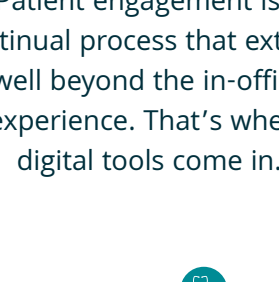 Patient engagement is
tinual process that ext
well beyond the in-offi
experience. That's whe
digital tools come in.